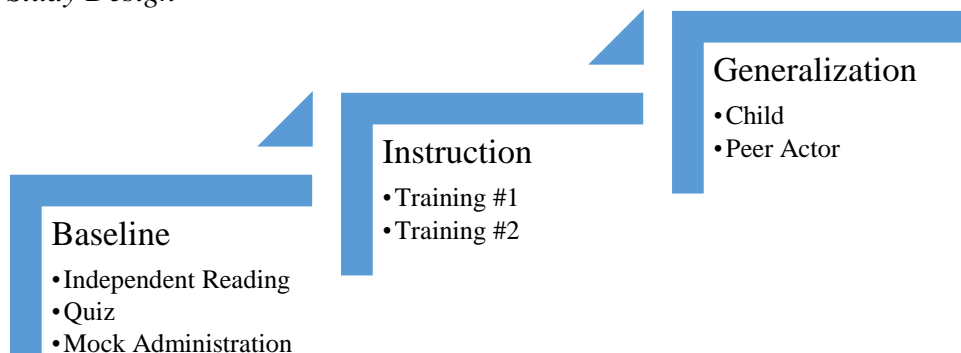 Study Design
Baseline
•Independent Reading
•Quiz
•Mock Administration
Instruction
•Training #1
•Training #2
Generalization
•Child
•Peer Actor